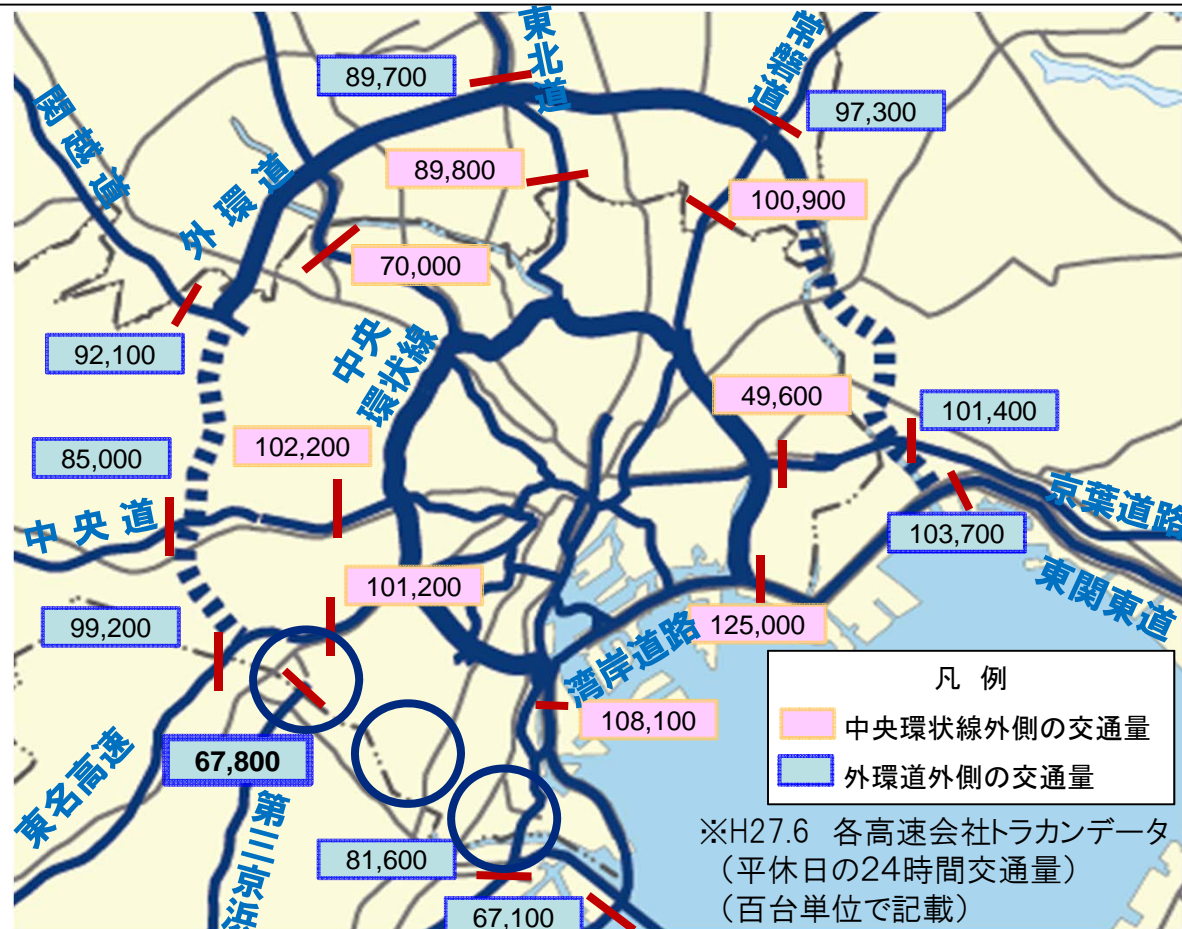 東北道
常磐道
89,700
97,300
関越道
外環道
89,800
100,900
70,000
中央
環状線
92,100
49,600
101,400
85,000
102,200
京葉道路
中央道
103,700
東関東道
101,200
99,200
125,000
湾岸道路
凡 例
中央環状線外側の交通量
外環道外側の交通量
108,100
67,800
東名高速
第三京浜
81,600
67,100
※H27.6 各高速会社トラカンデータ
(平休日の24時間交通量)
(百台単位で記載)